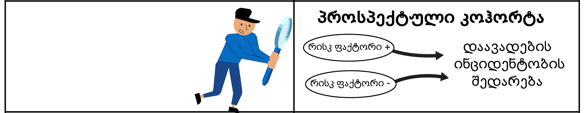 პროსპექტული კოჰორტა
რისკ ფაქტორი +
რისკ ფაქტორი -
დაავადების
ინციდენტობის
შედარება